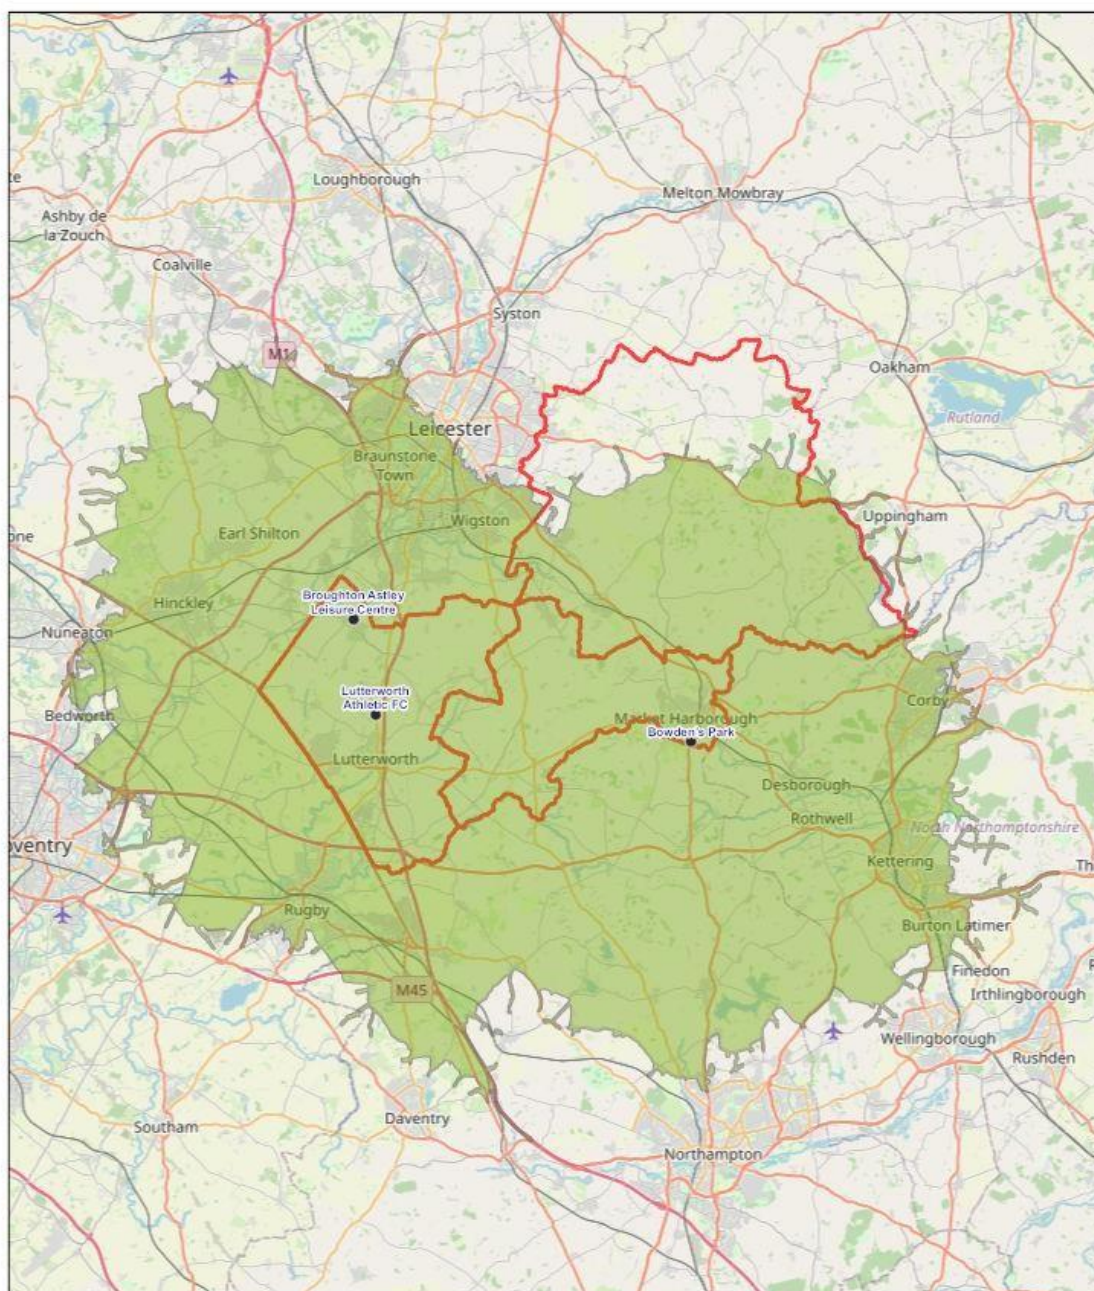 Loughborough
Melton Mowbray
Ashby de
la Zouch
Coalville
Syston
M1
Oakham
Rutland
Leicester
Braunstone
Town
Uppingham
Wigston
Earl Shilton
Broughton Astley
Leisure Centre
Hinckley
Nuneaton
Lutterworth
Athletic FC
Corby
Bedworth
Market Harborough
Bowden's Park
Lutterworth
Desborough
Rothwell
North Northamptonshire
oventry
Kettering
Th
Rugby
Burton Latimer
Finedon
M45
Irthlingborough
Wellingborough
Rushden
Daventry
Southam
Northampton